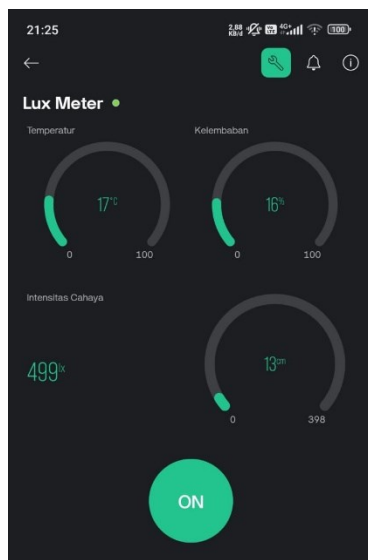 21:25
2,88 KB/d 4G+ 100
Lux Meter
Temperatur
Kelembaban
17°C
16%
0 100
0 100
Intensitas Cahaya
499lx
13cm
0 398
ON